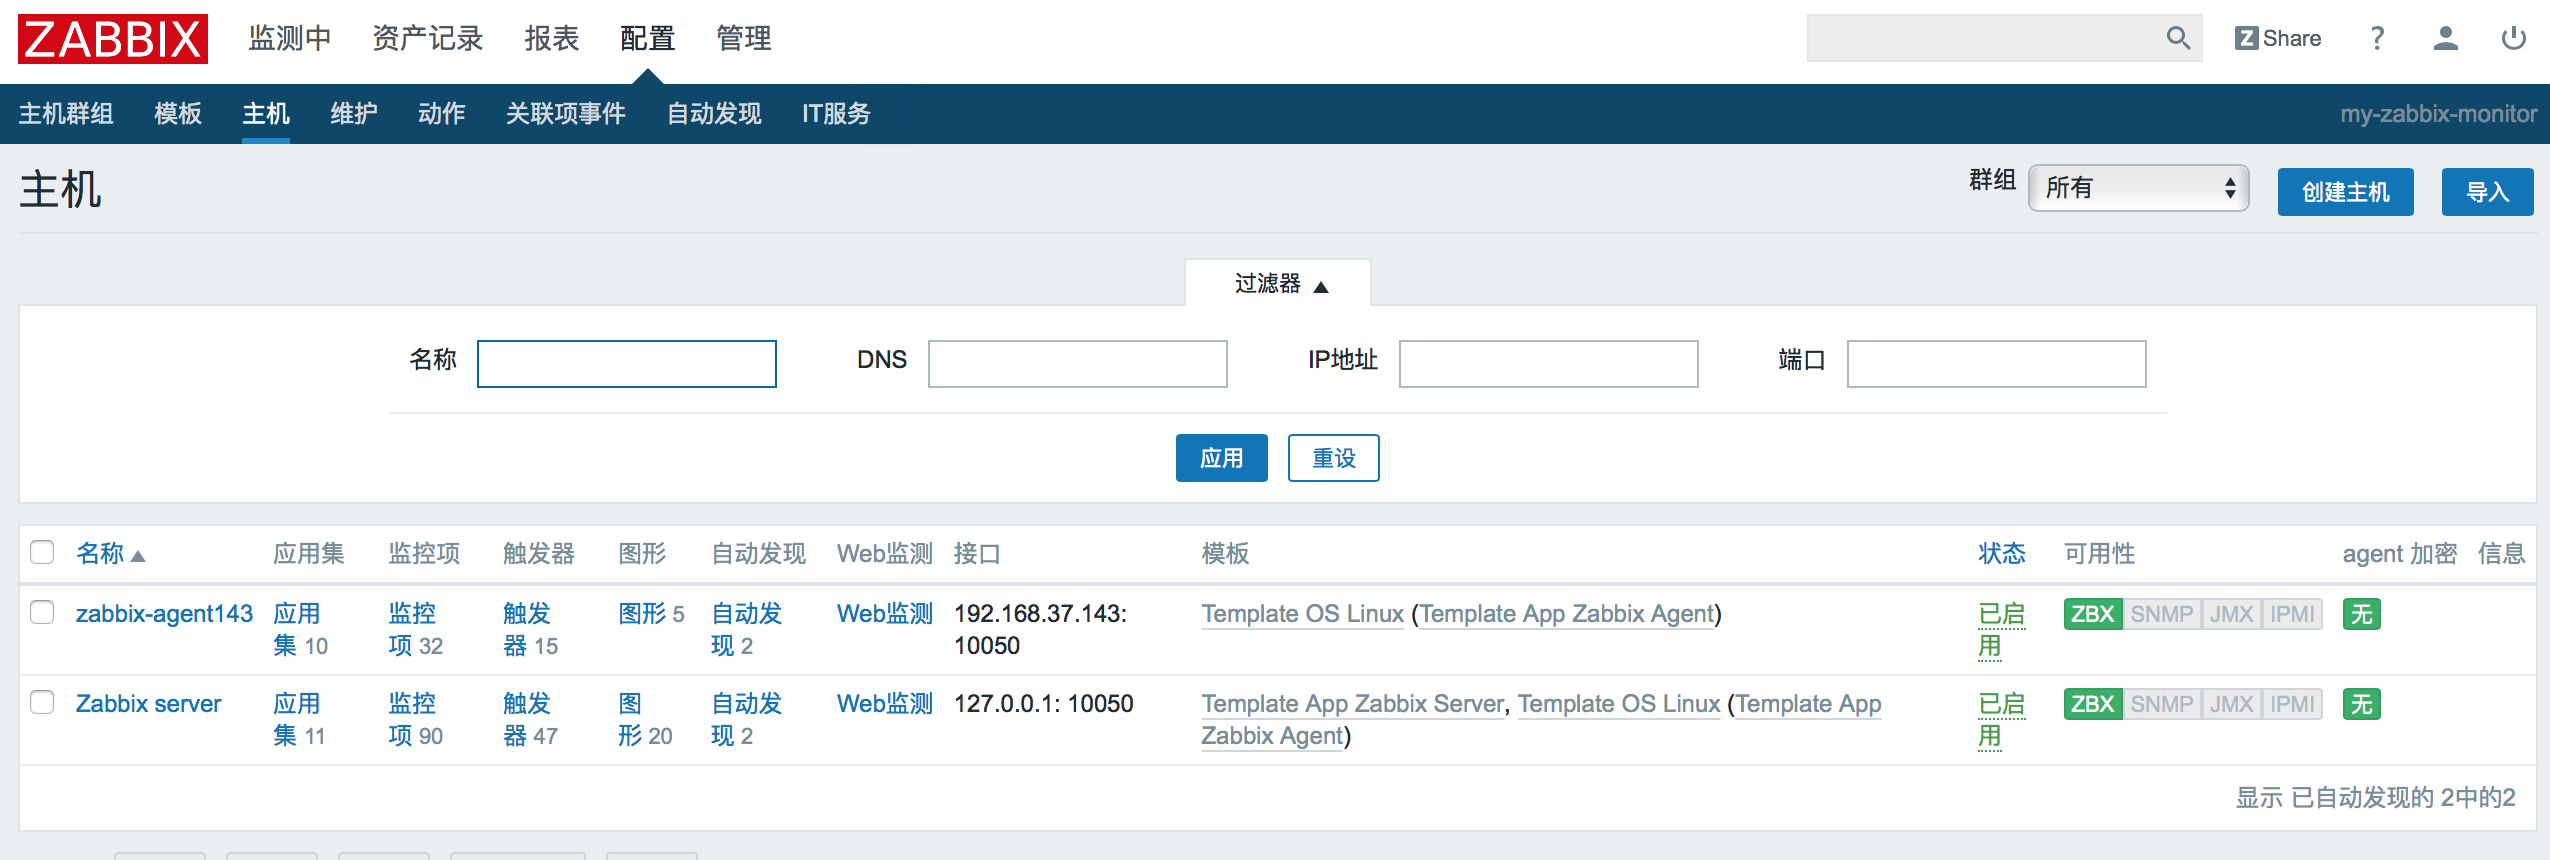 ZABBIX 监测中 资产记录 报表 配置 管理 Z Share ?
主机群组 模板 主机 维护 动作 关联项事件 自动发现 IT服务 my-zabbix-monitor
主机 群组 所有 创建主机 导入
过滤器 ▲
名称 DNS IP地址 端口
应用 重设
名称 ▲ 应用集 监控项 触发器 图形 自动发现 Web监测 接口 模板 状态 可用性 agent 加密 信息
zabbix-agent143 应用 监控 触发 图形 5 自动发 Web监测 192.168.37.143: Template OS Linux (Template App Zabbix Agent) 已启 ZBX SNMP JMX IPMI 无
集 10 项 32 器 15 现 2 10050 用
Zabbix server 应用 监控 触发 图 自动发 Web监测 127.0.0.1: 10050 Template App Zabbix Server, Template OS Linux (Template App 已启 ZBX SNMP JMX IPMI 无
集 11 项 90 器 47 形 20 现 2 Zabbix Agent) 用
显示 已自动发现的 2中的2